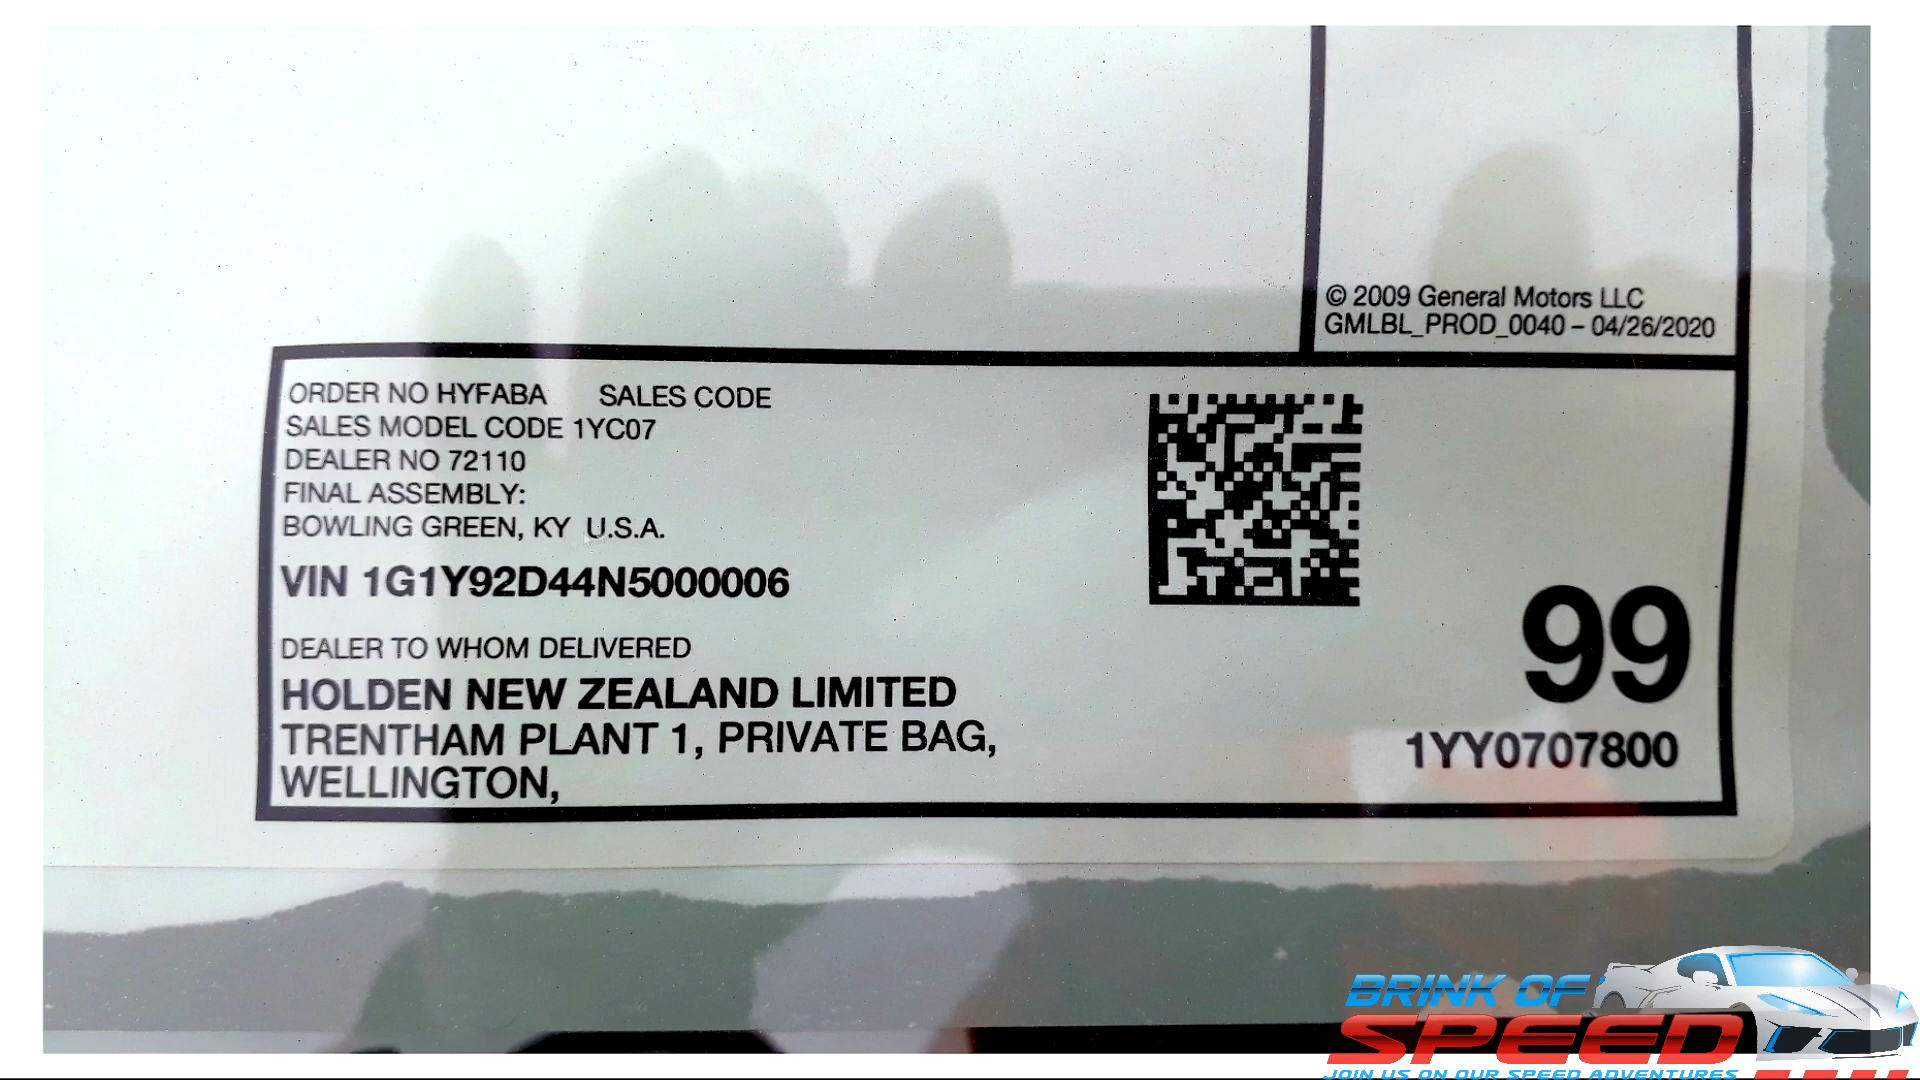 © 2009 General Motors LLC
GMLBL_PROD_0040 – 04/26/2020
ORDER NO HYFABA SALES CODE
SALES MODEL CODE 1YC07
DEALER NO 72110
FINAL ASSEMBLY:
BOWLING GREEN, KY U.S.A.
VIN 1G1Y92D44N5000006
DEALER TO WHOM DELIVERED
HOLDEN NEW ZEALAND LIMITED
TRENTHAM PLANT 1, PRIVATE BAG,
WELLINGTON,
99
1YY0707800
BRINK OF
SPEED
JOIN US ON OUR SPEED ADVENTURES